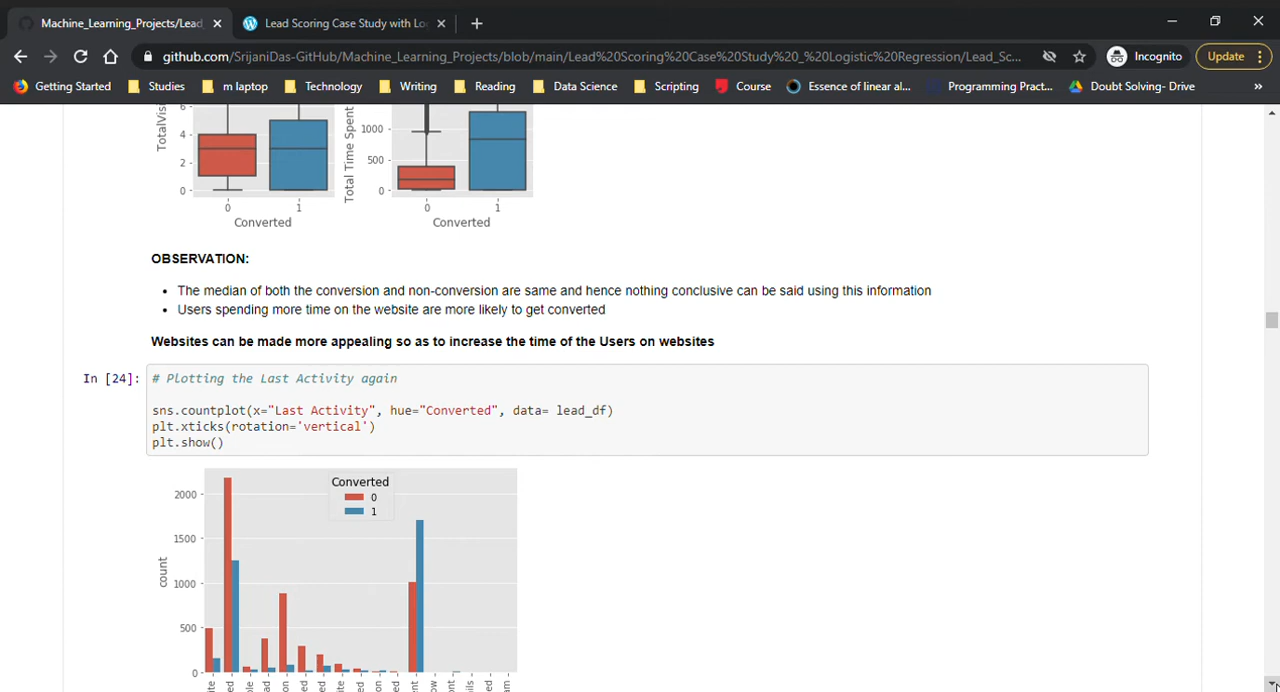 Machine_Learning_Projects/Lead
Lead Scoring Case Study with Lo
github.com/SrijaniDas-GitHub/Machine_Learning_Projects/blob/main/Lead%20Scoring%20Case%20Study%20_%20Logistic%20Regression/Lead_Sc...
Incognito
Update
Getting Started
Studies
m laptop
Technology
Writing
Reading
Data Science
Scripting
Course
Essence of linear al...
Programming Pract...
Doubt Solving- Drive
»
TotalVisi
6
4
2
0
0
1
Converted
Total Time Spent
1000
500
0
0
1
Converted
OBSERVATION:
• The median of both the conversion and non-conversion are same and hence nothing conclusive can be said using this information
• Users spending more time on the website are more likely to get converted
Websites can be made more appealing so as to increase the time of the Users on websites
In [24]:
# Plotting the Last Activity again
sns.countplot(x="Last Activity", hue="Converted", data= lead_df)
plt.xticks(rotation='vertical')
plt.show()
Converted
0
1
count
2000
1500
1000
500
0